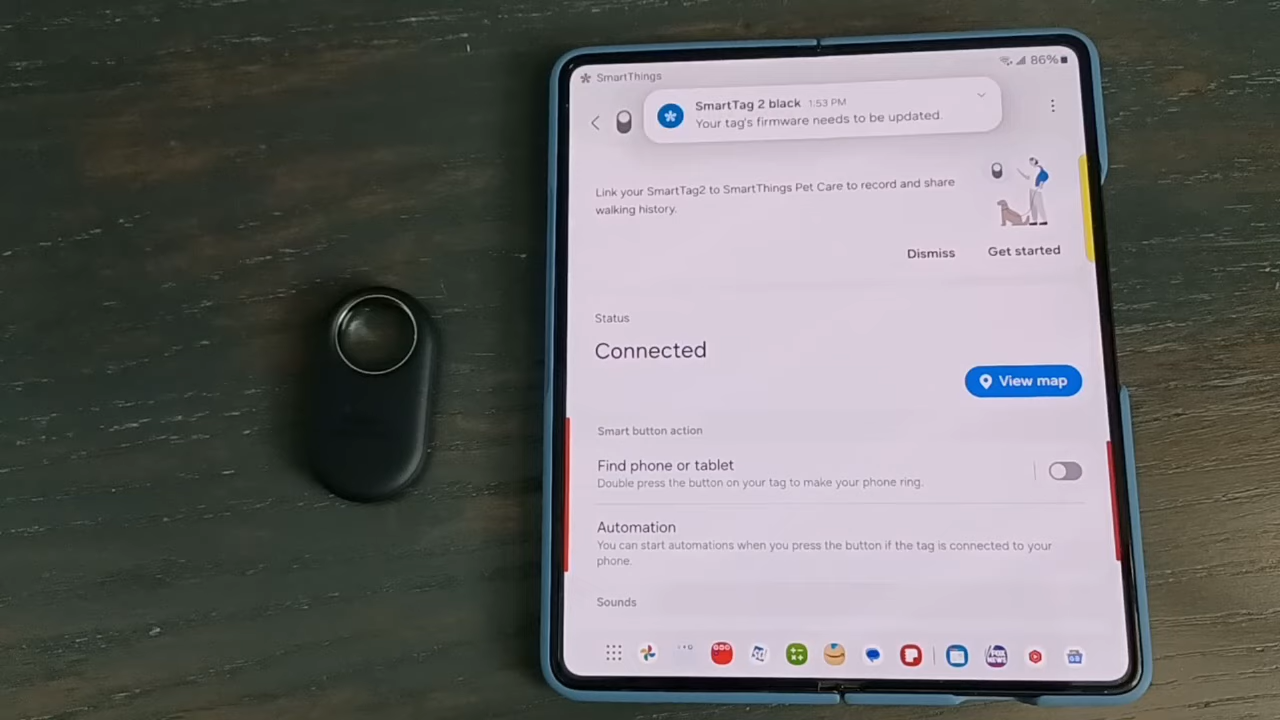 SmartThings
86%
SmartTag 2 black 1:53 PM
Your tag's firmware needs to be updated.
Link your SmartTag2 to SmartThings Pet Care to record and share
walking history.
Dismiss
Get started
Status
Connected
View map
Smart button action
Find phone or tablet
Double press the button on your tag to make your phone ring.
Automation
You can start automations when you press the button if the tag is connected to your
phone.
Sounds
FOX
NEWS